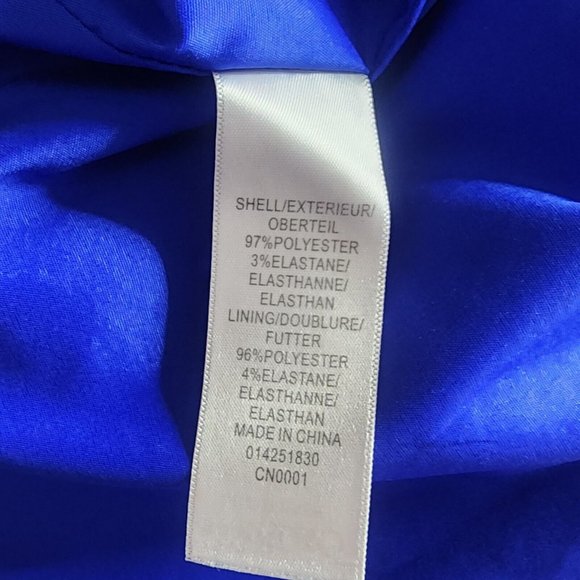 SHELL/EXTERIEUR/
OBERTEIL
97%POLYESTER
3%ELASTANE/
ELASTHANNE/
ELASTHAN
LINING/DOUBLURE/
FUTTER
96%POLYESTER
4%ELASTANE/
ELASTHANNE/
ELASTHAN
MADE IN CHINA
014251830
CN0001